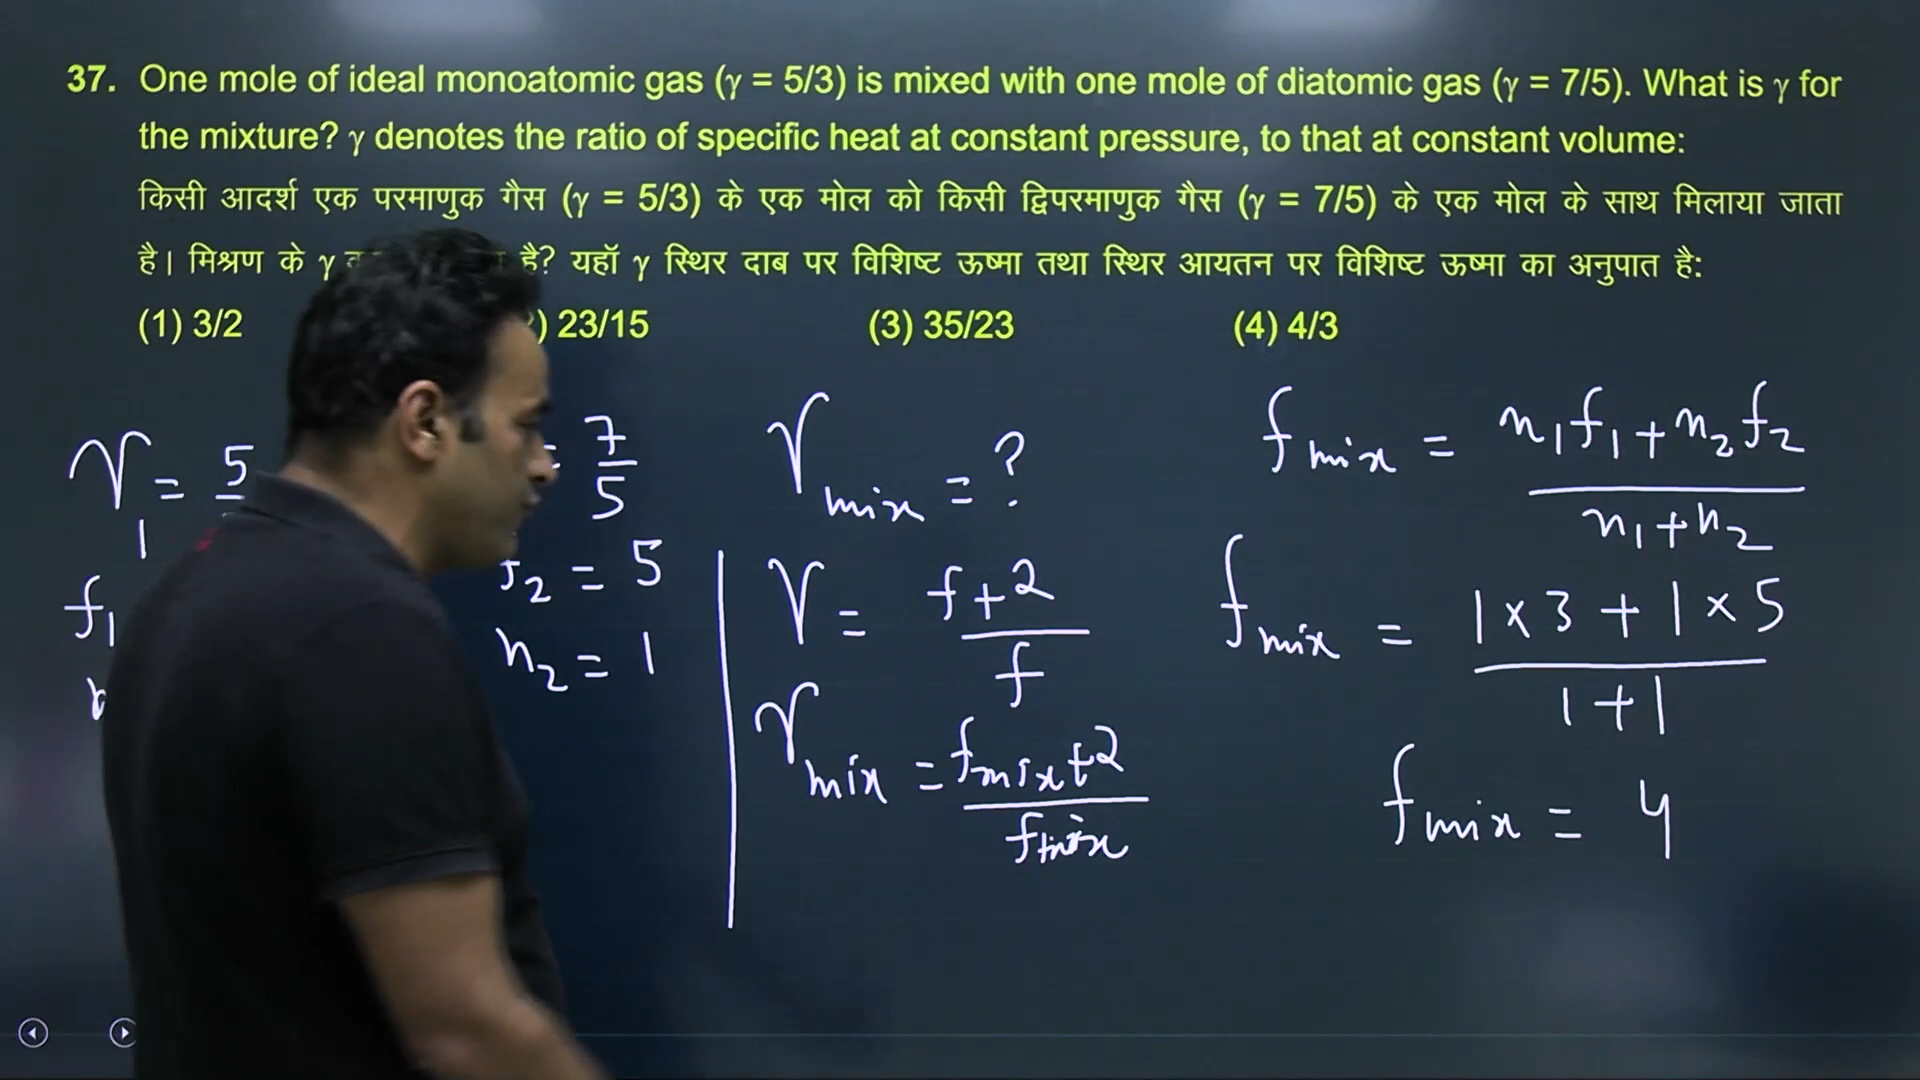 37. One mole of ideal monoatomic gas (γ = 5/3) is mixed with one mole of diatomic gas (γ = 7/5). What is γ for
the mixture? γ denotes the ratio of specific heat at constant pressure, to that at constant volume:
किसी आदर्श एक परमाणुक गैस (γ = 5/3) के एक मोल को किसी द्विपरमाणुक गैस (γ = 7/5) के एक मोल के साथ मिलाया जाता
है। मिश्रण के γ है? यहाँ γ स्थिर दाब पर विशिष्ट ऊष्मा तथा स्थिर आयतन पर विशिष्ट ऊष्मा का अनुपात है:
(1) 3/2 ) 23/15 (3) 35/23 (4) 4/3
γ1 = 5
= 7/5
f1
f2 = 5
n2 = 1
γmix = ?
γ = f+2/f
γmix = fmix+2/fmix
fmix = n1f1+n2f2/n1+n2
fmix = 1×3+1×5/1+1
fmix = 4